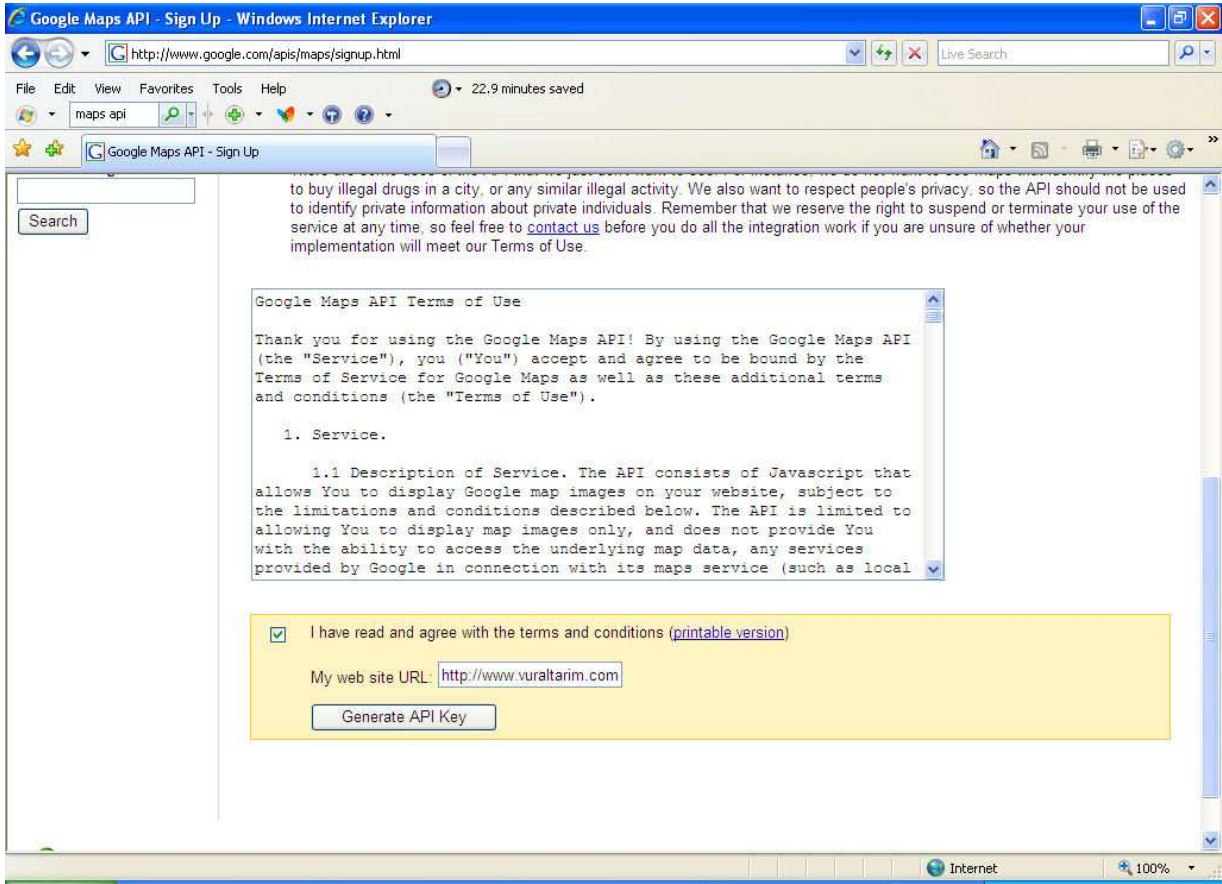 Google Maps API - Sign Up - Windows Internet Explorer
http://www.google.com/apis/maps/signup.html
Live Search
File Edit View Favorites Tools Help
22.9 minutes saved
maps api
Google Maps API - Sign Up
Search
to buy illegal drugs in a city, or any similar illegal activity. We also want to respect people's privacy, so the API should not be used
to identify private information about private individuals. Remember that we reserve the right to suspend or terminate your use of the
service at any time, so feel free to contact us before you do all the integration work if you are unsure of whether your
implementation will meet our Terms of Use.
Google Maps API Terms of Use
Thank you for using the Google Maps API! By using the Google Maps API
(the "Service"), you ("You") accept and agree to be bound by the
Terms of Service for Google Maps as well as these additional terms
and conditions (the "Terms of Use").
1. Service.
1.1 Description of Service. The API consists of Javascript that
allows You to display Google map images on your website, subject to
the limitations and conditions described below. The API is limited to
allowing You to display map images only, and does not provide You
with the ability to access the underlying map data, any services
provided by Google in connection with its maps service (such as local
I have read and agree with the terms and conditions (printable version)
My web site URL: http://www.vuraltarim.com
Generate API Key
Internet
100%